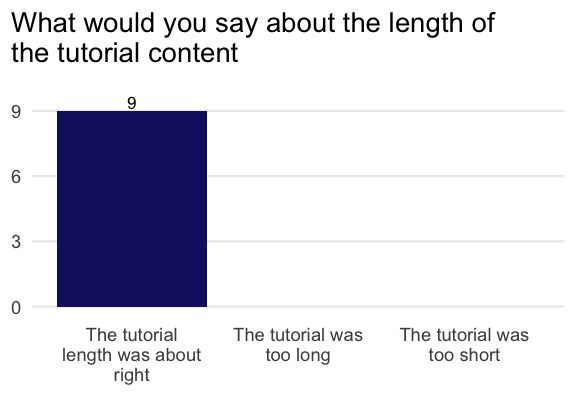 What would you say about the length of
the tutorial content
9
9
6
3
0
The tutorial
length was about
right
The tutorial was
too long
The tutorial was
too short